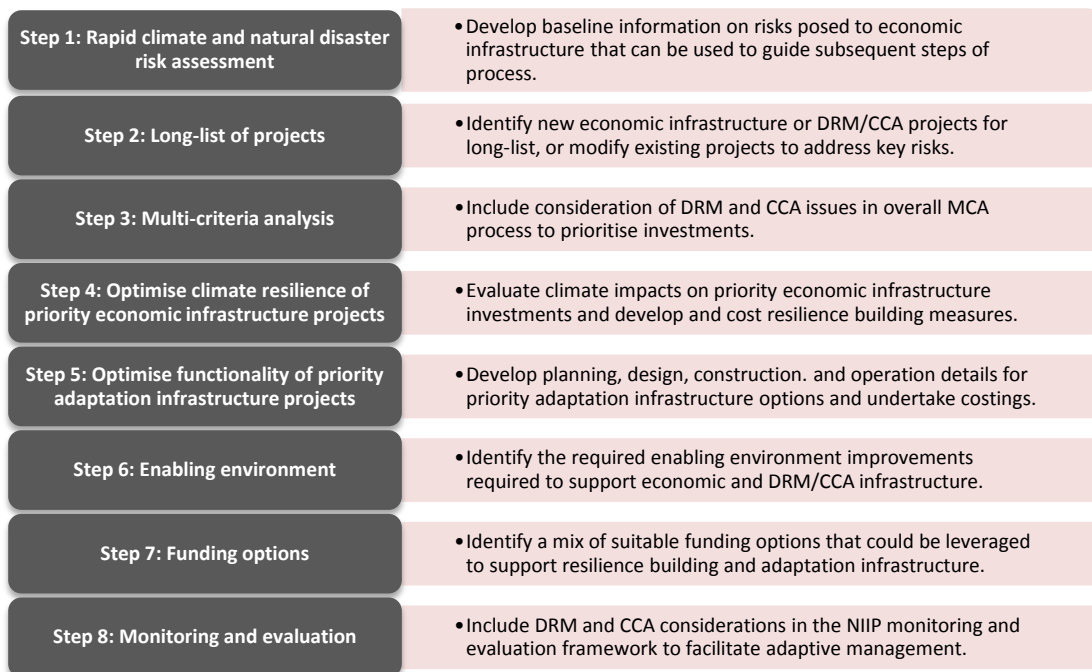 Step 1: Rapid climate and natural disaster
risk assessment
•Develop baseline information on risks posed to economic
infrastructure that can be used to guide subsequent steps of
process.
Step 2: Long-list of projects
•Identify new economic infrastructure or DRM/CCA projects for
long-list, or modify existing projects to address key risks.
Step 3: Multi-criteria analysis
•Include consideration of DRM and CCA issues in overall MCA
process to prioritise investments.
Step 4: Optimise climate resilience of
priority economic infrastructure projects
•Evaluate climate impacts on priority economic infrastructure
investments and develop and cost resilience building measures.
Step 5: Optimise functionality of priority
adaptation infrastructure projects
•Develop planning, design, construction. and operation details for
priority adaptation infrastructure options and undertake costings.
Step 6: Enabling environment
•Identify the required enabling environment improvements
required to support economic and DRM/CCA infrastructure.
Step 7: Funding options
•Identify a mix of suitable funding options that could be leveraged
to support resilience building and adaptation infrastructure.
Step 8: Monitoring and evaluation
•Include DRM and CCA considerations in the NIIP monitoring and
evaluation framework to facilitate adaptive management.